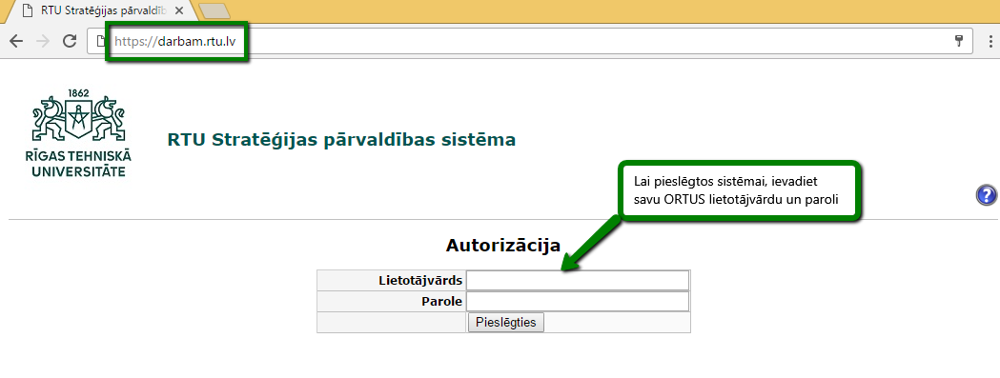 RTU Stratēģijas pārvaldīb
https://darbam.rtu.lv
1862
RĪGAS TEHNISKĀ
UNIVERSITĀTE
RTU Stratēģijas pārvaldības sistēma
Lai pieslēgtos sistēmai, ievadiet
savu ORTUS lietotājvārdu un paroli
?
Autorizācija
Lietotājvārds
Parole
Pieslēgties